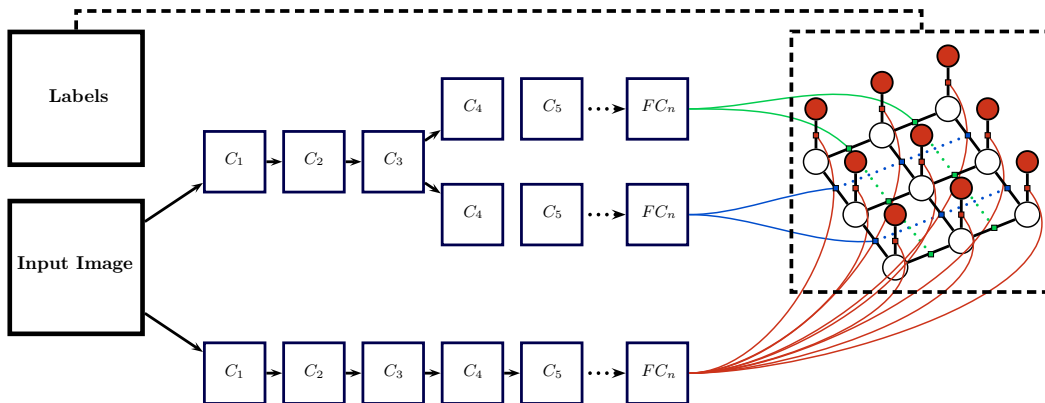 Labels
C₄ C₅ FCₙ
C₁ C₂ C₃
C₄ C₅ FCₙ
Input Image
C₁ C₂ C₃ C₄ C₅ FCₙ